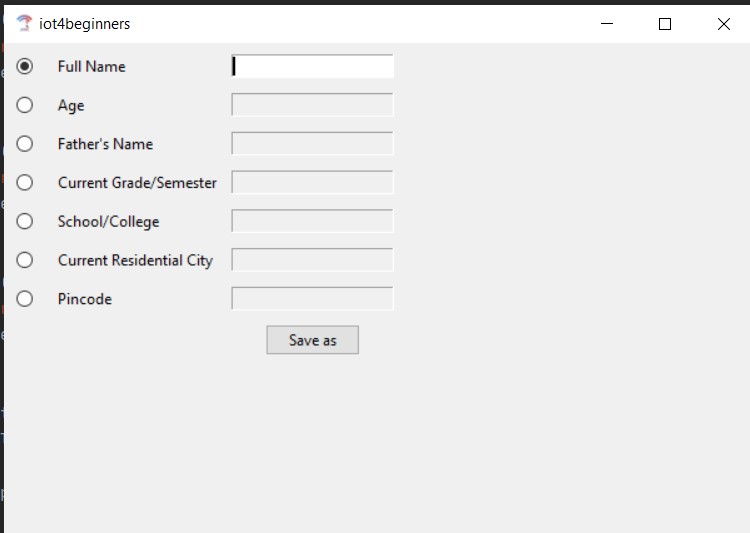 iot4beginners
Full Name
Age
Father's Name
Current Grade/Semester
School/College
Current Residential City
Pincode
Save as